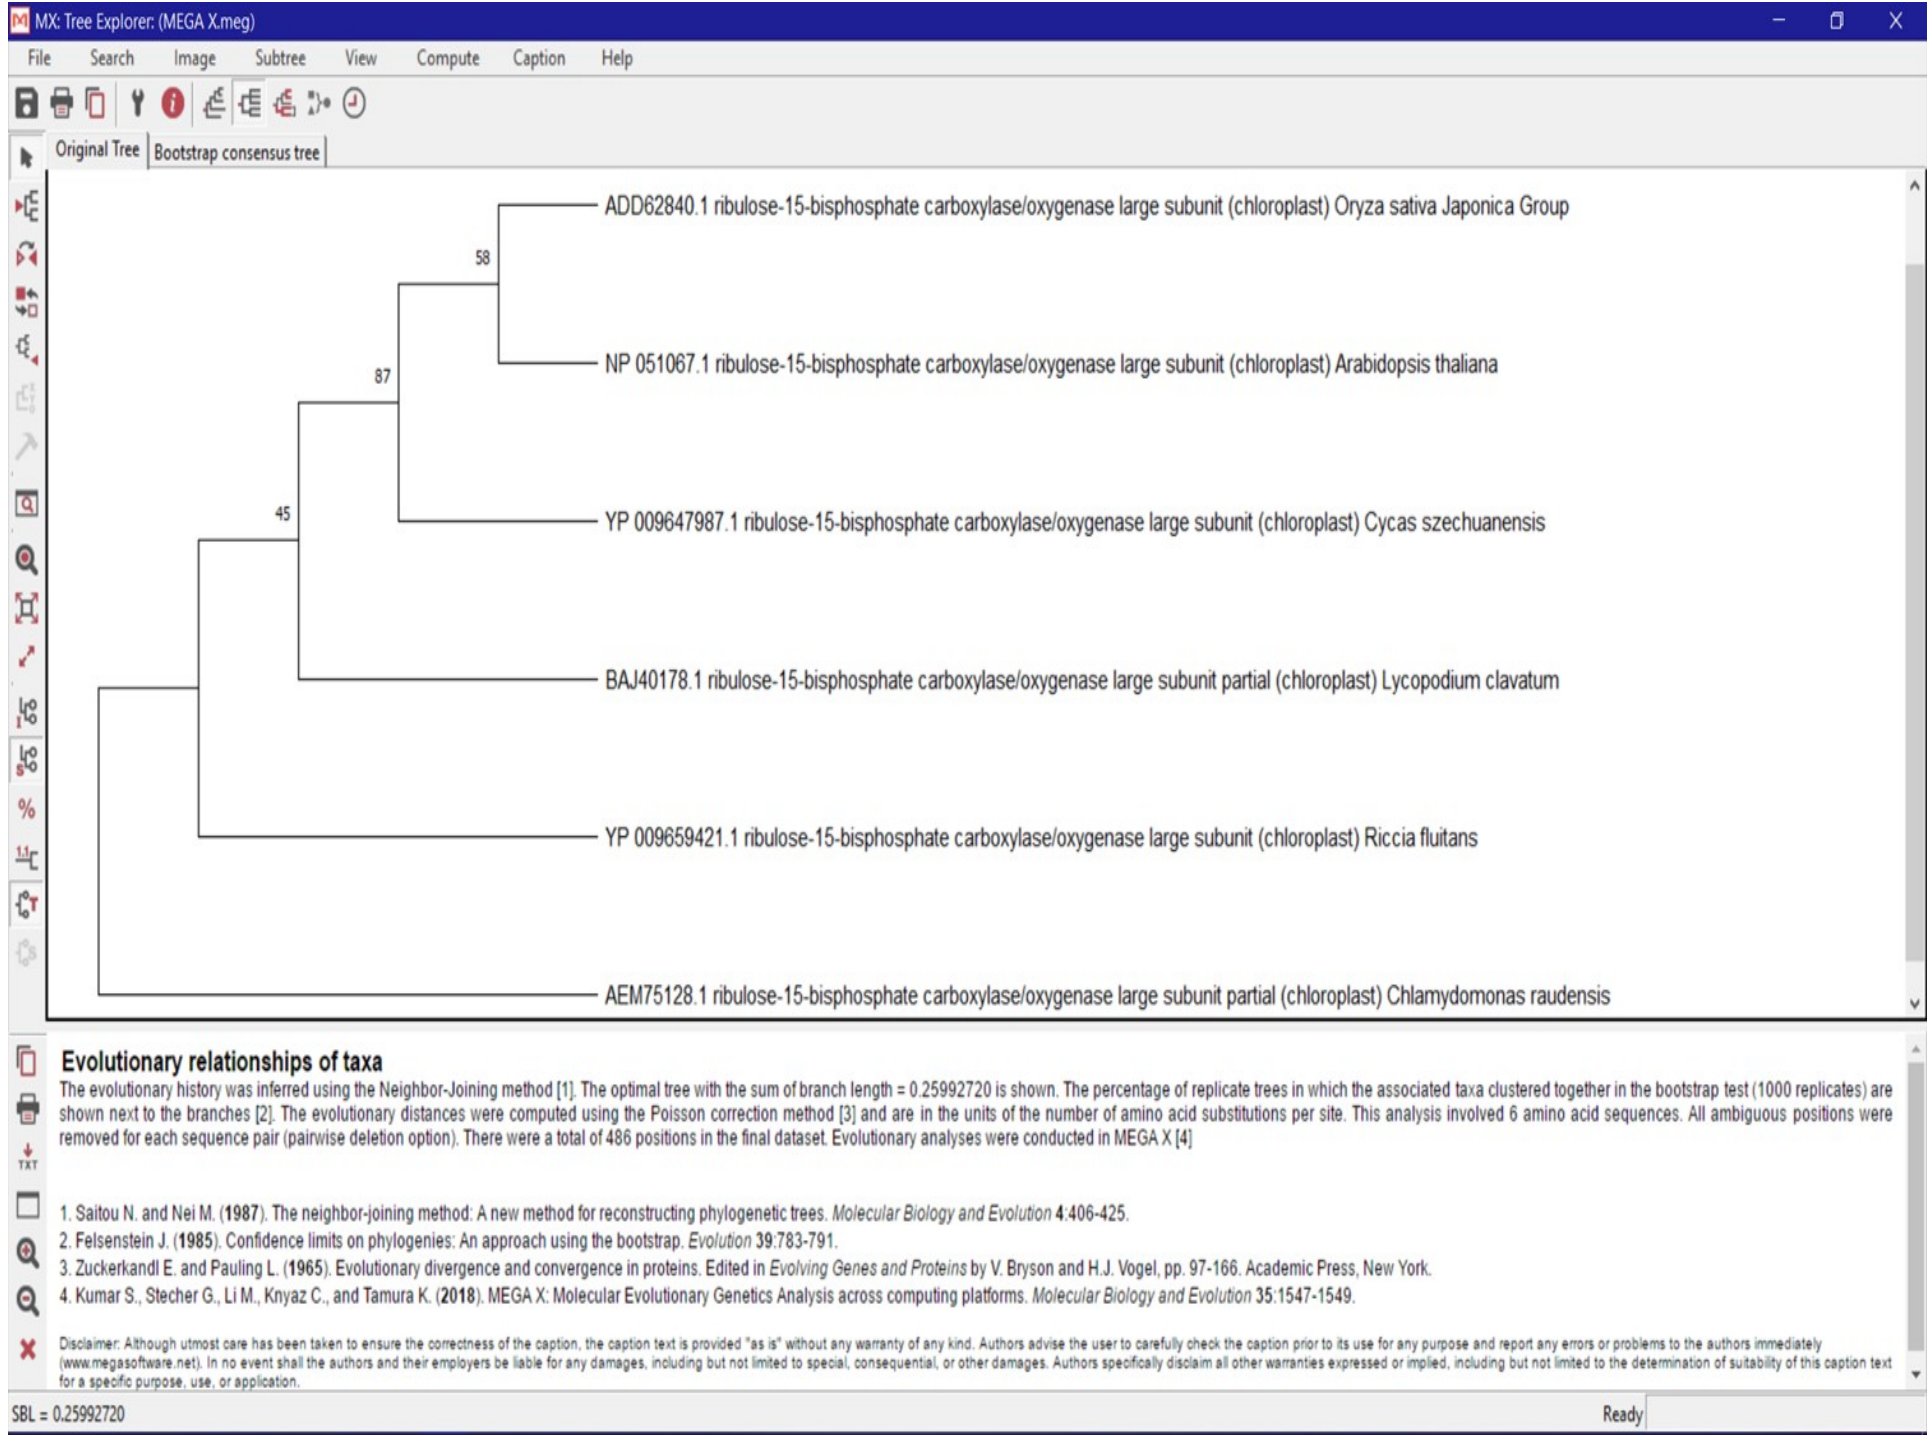 MX: Tree Explorer: (MEGA X.meg)
File Search Image Subtree View Compute Caption Help
Original Tree Bootstrap consensus tree
ADD62840.1 ribulose-15-bisphosphate carboxylase/oxygenase large subunit (chloroplast) Oryza sativa Japonica Group
58
NP 051067.1 ribulose-15-bisphosphate carboxylase/oxygenase large subunit (chloroplast) Arabidopsis thaliana
87
YP 009647987.1 ribulose-15-bisphosphate carboxylase/oxygenase large subunit (chloroplast) Cycas szechuanensis
45
BAJ40178.1 ribulose-15-bisphosphate carboxylase/oxygenase large subunit partial (chloroplast) Lycopodium clavatum
YP 009659421.1 ribulose-15-bisphosphate carboxylase/oxygenase large subunit (chloroplast) Riccia fluitans
AEM75128.1 ribulose-15-bisphosphate carboxylase/oxygenase large subunit partial (chloroplast) Chlamydomonas raudensis
Evolutionary relationships of taxa
The evolutionary history was inferred using the Neighbor-Joining method [1]. The optimal tree with the sum of branch length = 0.25992720 is shown. The percentage of replicate trees in which the associated taxa clustered together in the bootstrap test (1000 replicates) are
shown next to the branches [2]. The evolutionary distances were computed using the Poisson correction method [3] and are in the units of the number of amino acid substitutions per site. This analysis involved 6 amino acid sequences. All ambiguous positions were
removed for each sequence pair (pairwise deletion option). There were a total of 486 positions in the final dataset. Evolutionary analyses were conducted in MEGA X [4]
TXT
1. Saitou N. and Nei M. (1987). The neighbor-joining method: A new method for reconstructing phylogenetic trees. Molecular Biology and Evolution 4:406-425.
2. Felsenstein J. (1985). Confidence limits on phylogenies: An approach using the bootstrap. Evolution 39:783-791.
3. Zuckerkandl E. and Pauling L. (1965). Evolutionary divergence and convergence in proteins. Edited in Evolving Genes and Proteins by V. Bryson and H.J. Vogel, pp. 97-166. Academic Press, New York.
4. Kumar S., Stecher G., Li M., Knyaz C., and Tamura K. (2018). MEGA X: Molecular Evolutionary Genetics Analysis across computing platforms. Molecular Biology and Evolution 35:1547-1549.
Disclaimer: Although utmost care has been taken to ensure the correctness of the caption, the caption text is provided "as is" without any warranty of any kind. Authors advise the user to carefully check the caption prior to its use for any purpose and report any errors or problems to the authors immediately
(www.megasoftware.net). In no event shall the authors and their employers be liable for any damages, including but not limited to special, consequential, or other damages. Authors specifically disclaim all other warranties expressed or implied, including but not limited to the determination of suitability of this caption text
for a specific purpose, use, or application.
SBL = 0.25992720 Ready